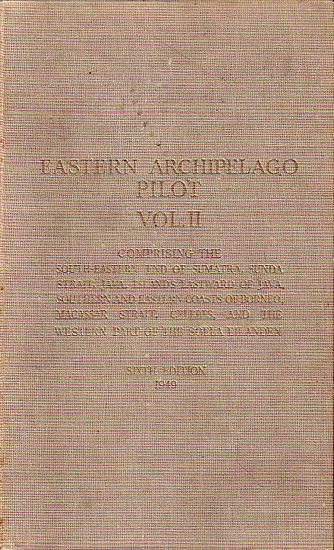 EASTERN ARCHIPELAGO
PILOT
VOL. II
COMPRISING THE
SOUTH-EASTERN END OF SUMATRA, SUNDA
STRAIT, JAVA, ISLANDS EASTWARD OF JAVA,
SOUTHERN AND EASTERN COASTS OF BORNEO,
MACASSAR STRAIT, CELEBES, AND THE
WESTERN PART OF THE SOELA EILANDEN
SIXTH EDITION
1949